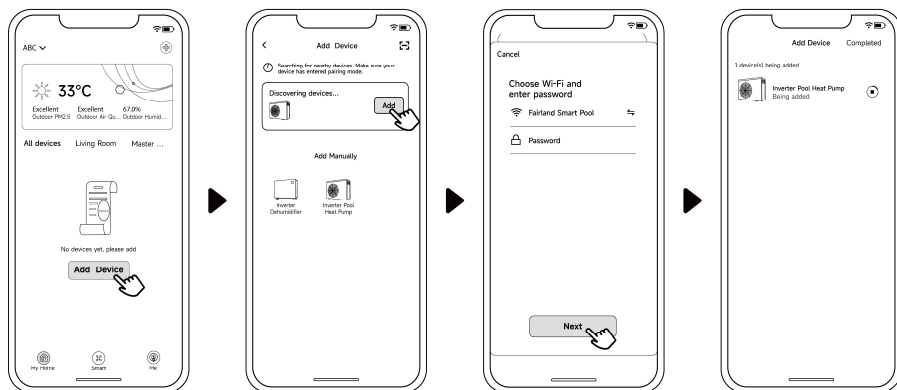 ABC
33°C
Excellent Excellent 67.0%
Outdoor PM2.5 Outdoor Air Qu... Outdoor Humid...
All devices Living Room Master ...
No devices yet, please add
Add Device
My Home Smart Me
Add Device
Searching for nearby devices. Make sure your
device has entered pairing mode.
Discovering devices...
Add
Add Manually
Inverter
Dehumidifier
Inverter Pool
Heat Pump
Cancel
Choose Wi-Fi and
enter password
Fairland Smart Pool
Password
Next
Add Device Completed
1 device(s) being added
Inverter Pool Heat Pump
Being added